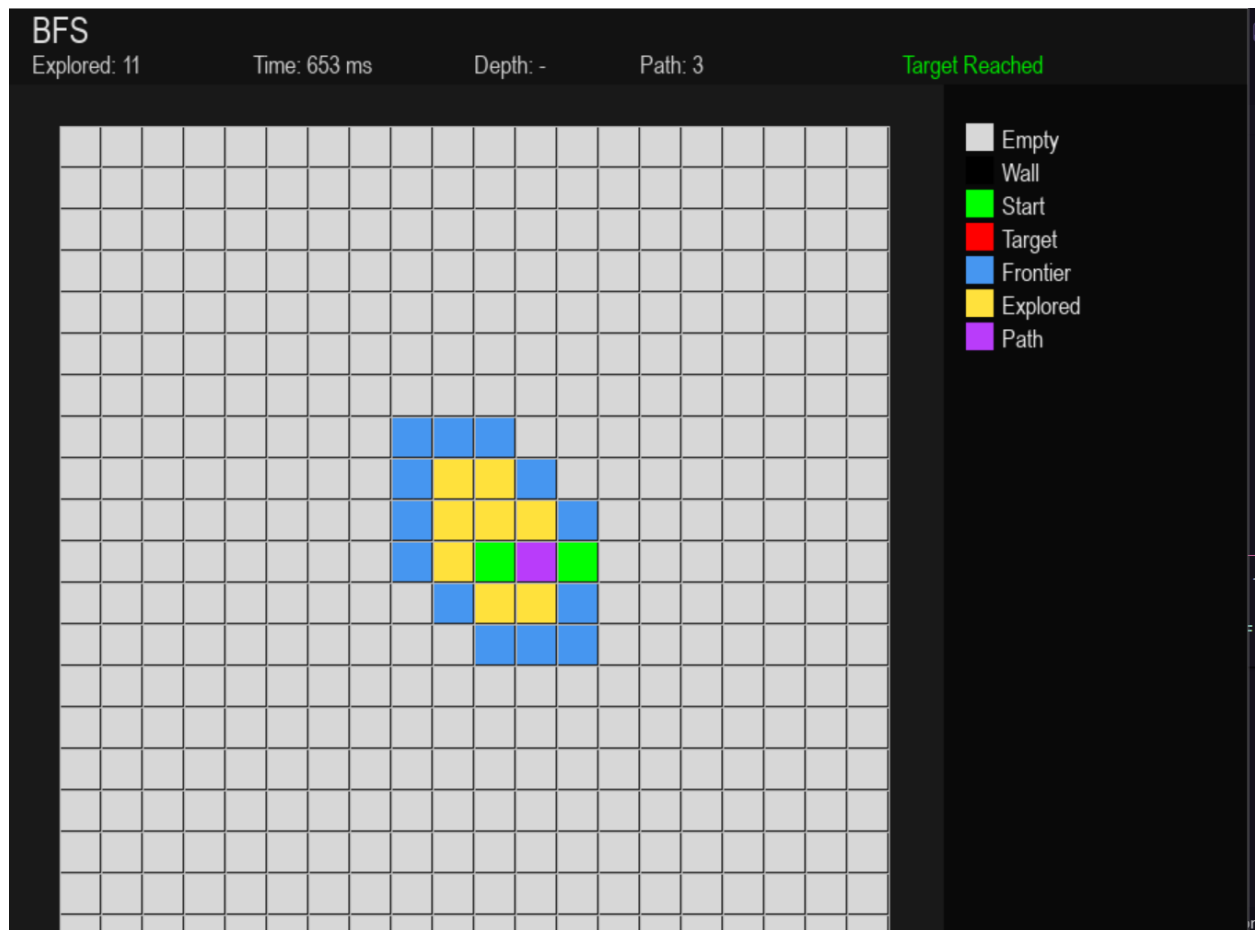 BFS
Explored: 11 Time: 653 ms Depth: - Path: 3 Target Reached
Empty
Wall
Start
Target
Frontier
Explored
Path